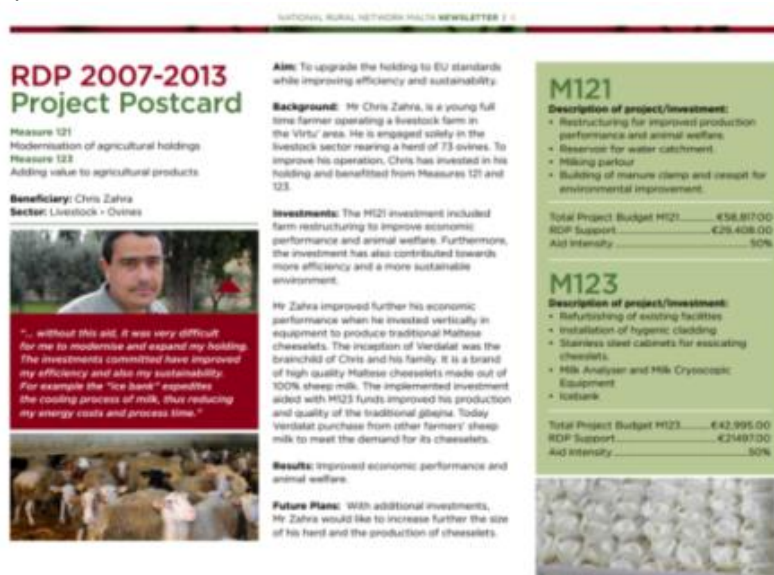 NATIONAL RURAL NETWORK MALTA NEWSLETTER
RDP 2007-2013
Project Postcard
Measure 121
Modernisation of agricultural holdings
Measure 123
Adding value to agricultural products
Beneficiary: Chris Zahra
Sector: Livestock - Ovines
"... without this aid, it was very difficult
for me to modernise and expand my holding.
The investments committed have improved
my efficiency and also my sustainability.
For example the "ice bank" expedites
the cooling process of milk, thus reducing
my energy costs and process time."
Aim: To upgrade the holding to EU standards
while improving efficiency and sustainability.
Background: Mr Chris Zahra, is a young full
time farmer operating a livestock farm in
the Virtu' area. He is engaged solely in the
livestock sector rearing a herd of 73 ovines. To
improve his operation, Chris has invested in his
holding and benefitted from Measures 121 and
123.
Investments: The M121 investment included
farm restructuring to improve economic
performance and animal welfare. Furthermore,
the investment has also contributed towards
more efficiency and a more sustainable
environment.
Mr Zahra improved further his economic
performance when he invested vertically in
equipment to produce traditional Maltese
cheeselets. The inception of Verdalat was the
brainchild of Chris and his family. It is a brand
of high quality Maltese cheeselets made out of
100% sheep milk. The implemented investment
aided with M123 funds improved his production
and quality of the traditional gbejna. Today
Verdalat purchase from other farmers' sheep
milk to meet the demand for its cheeselets.
Results: Improved economic performance and
animal welfare.
Future Plans: With additional investments,
Mr Zahra would like to increase further the size
of his herd and the production of cheeselets.
M121
Description of project/investment:
• Restructuring for improved production
performance and animal welfare.
• Reservoir for water catchment.
• Milking parlour
• Building of manure clamp and cesspit for
environmental improvement.
Total Project Budget M121 €58,817.00
RDP Support €29,408.00
Aid Intensity 50%
M123
Description of project/investment:
• Refurbishing of existing facilities
• Installation of hygenic cladding
• Stainless steel cabinets for essicating
cheeslets.
• Milk Analyser and Milk Cryoscopic
Equipment
• Icebank
Total Project Budget M123 €42,995.00
RDP Support €21497.00
Aid Intensity 50%